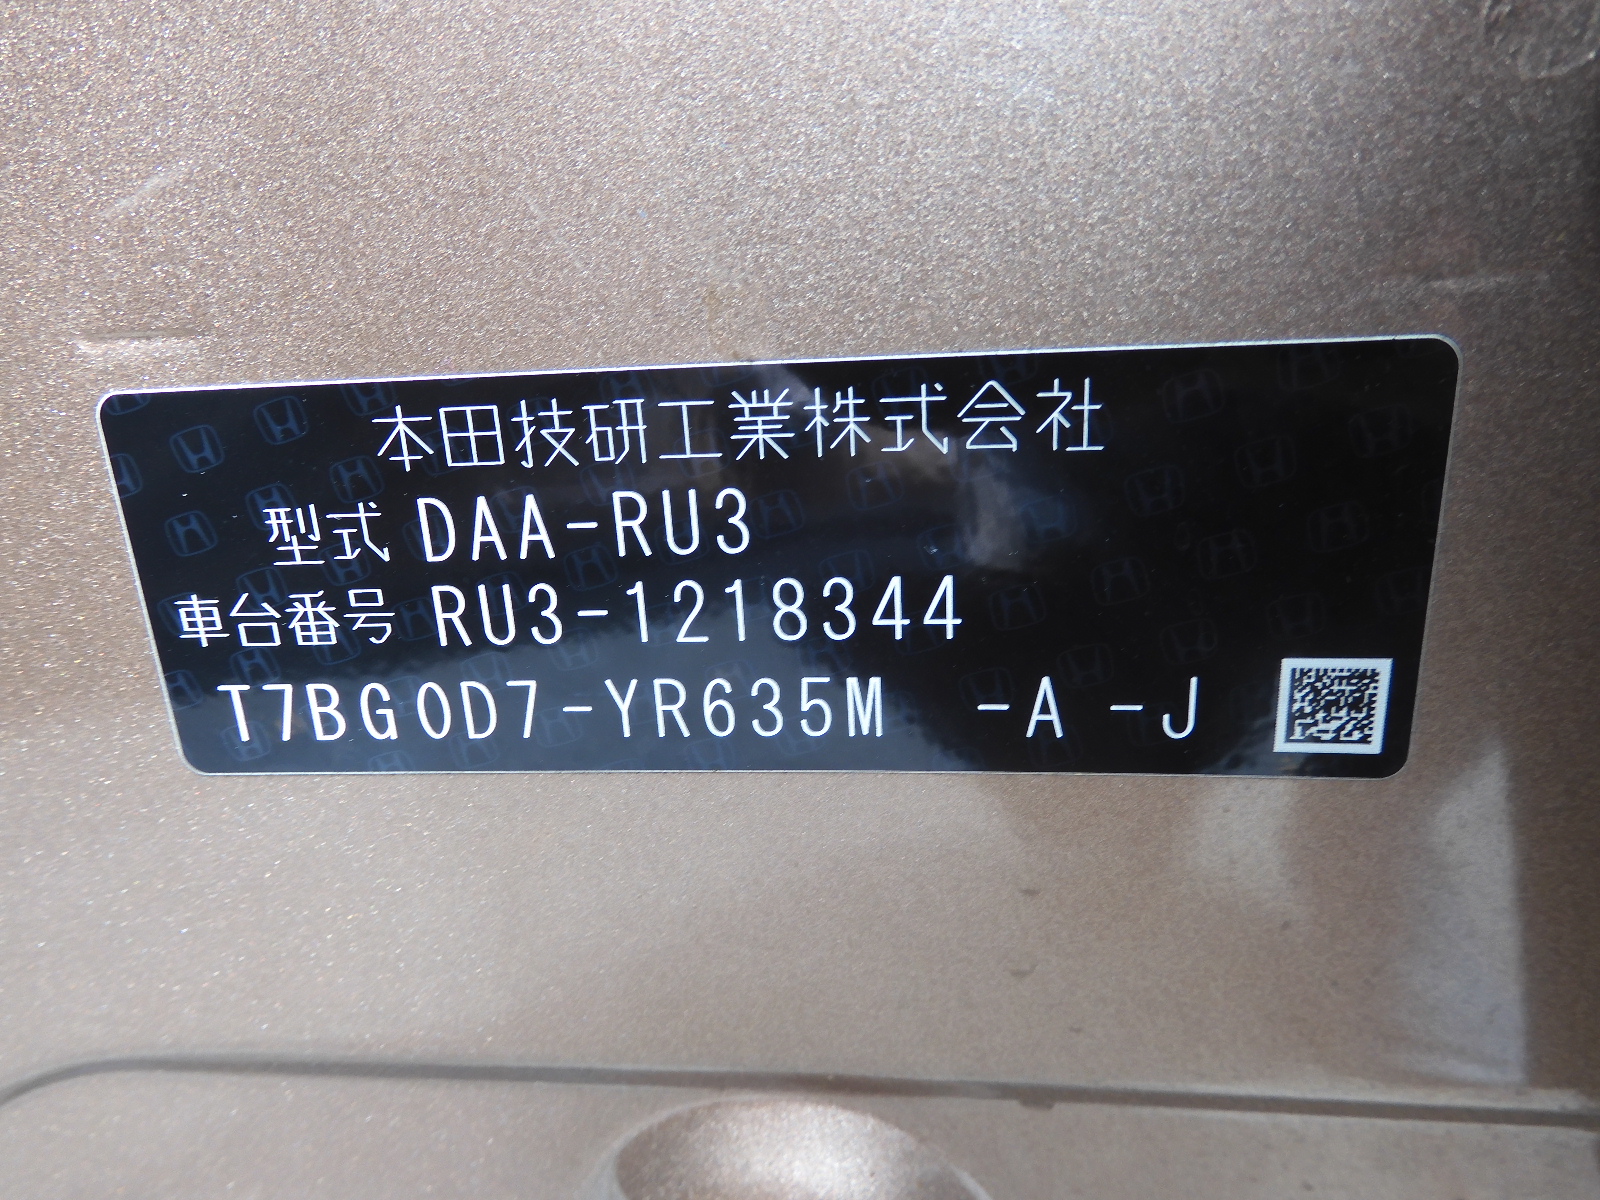 本田技研工業株式会社
型式 DAA-RU3
車台番号 RU3-1218344
T7BG0D7-YR635M -A -J